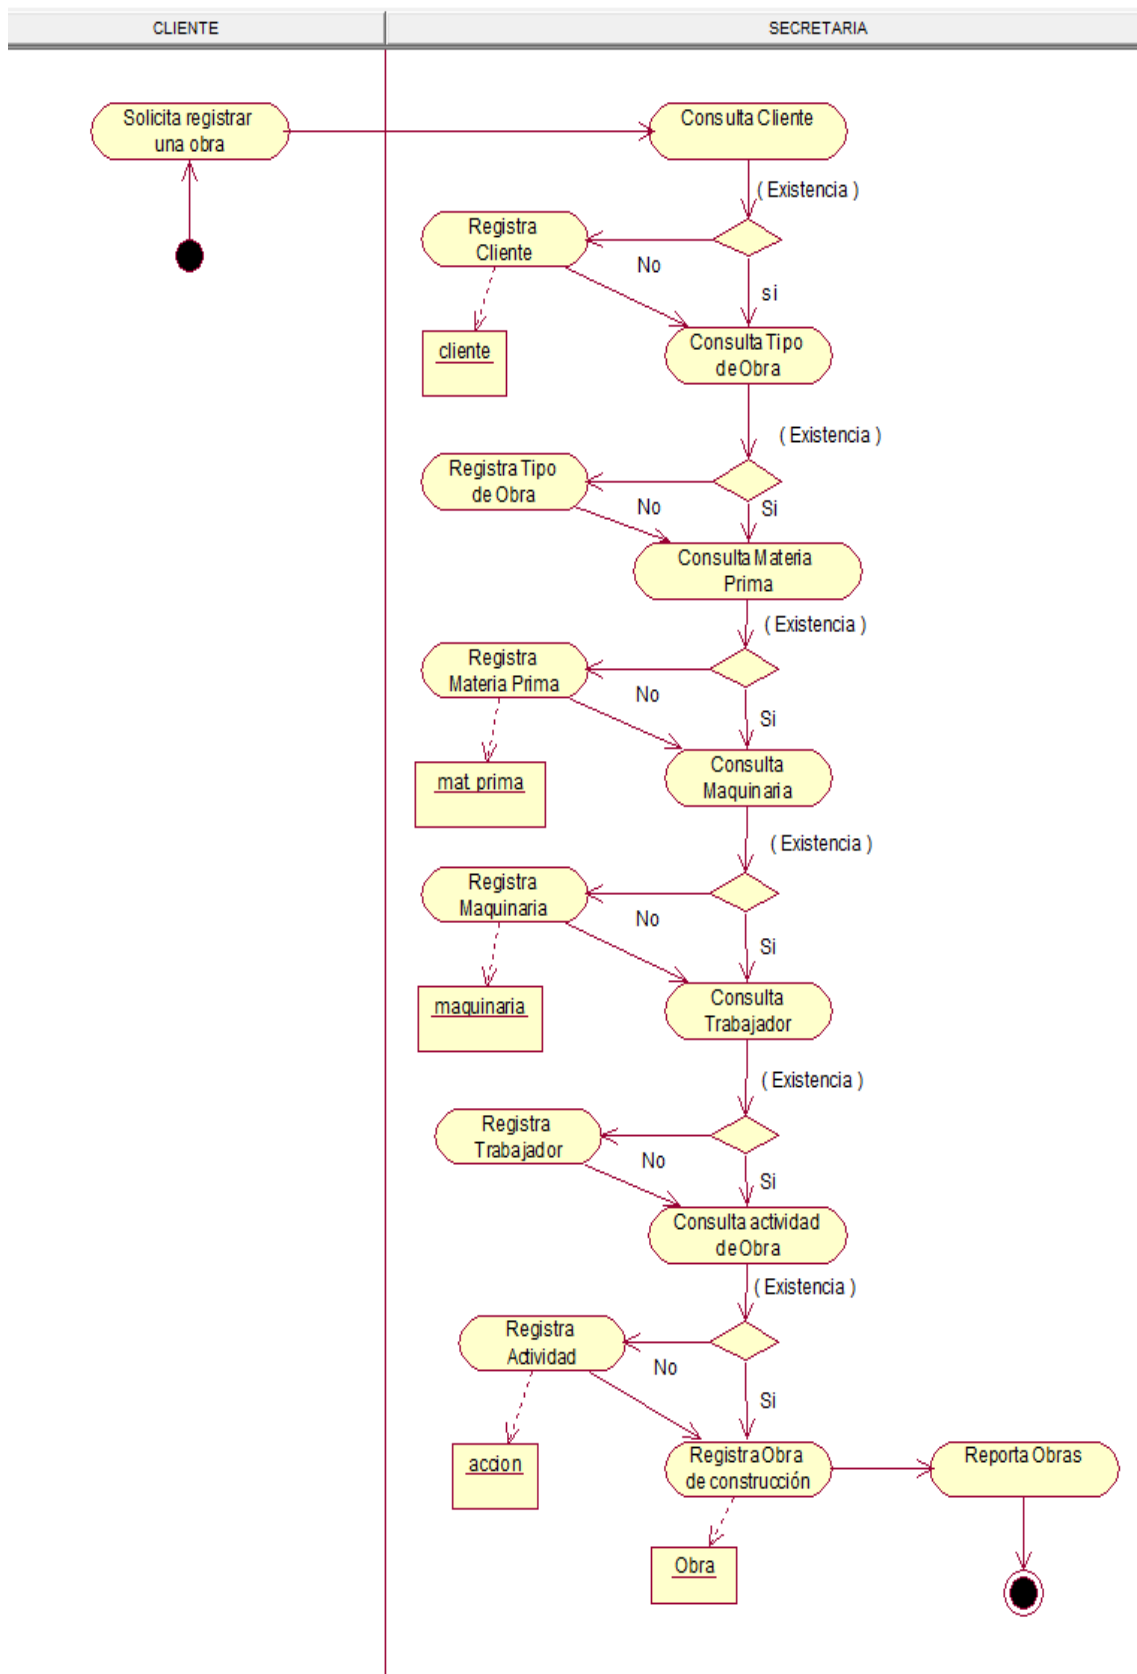 CLIENTE
SECRETARIA
Solicita registrar
una obra
Consulta Cliente
( Existencia )
Registra
Cliente
No
si
cliente
Consulta Tipo
de Obra
( Existencia )
Registra Tipo
de Obra
No
Si
Consulta Materia
Prima
( Existencia )
Registra
Materia Prima
No
Si
mat. prima
Consulta
Maquinaria
( Existencia )
Registra
Maquinaria
No
Si
maquinaria
Consulta
Trabajador
( Existencia )
Registra
Trabajador
No
Si
Consulta actividad
de Obra
( Existencia )
Registra
Actividad
No
Si
accion
Registra Obra
de construcción
Reporta Obras
Obra